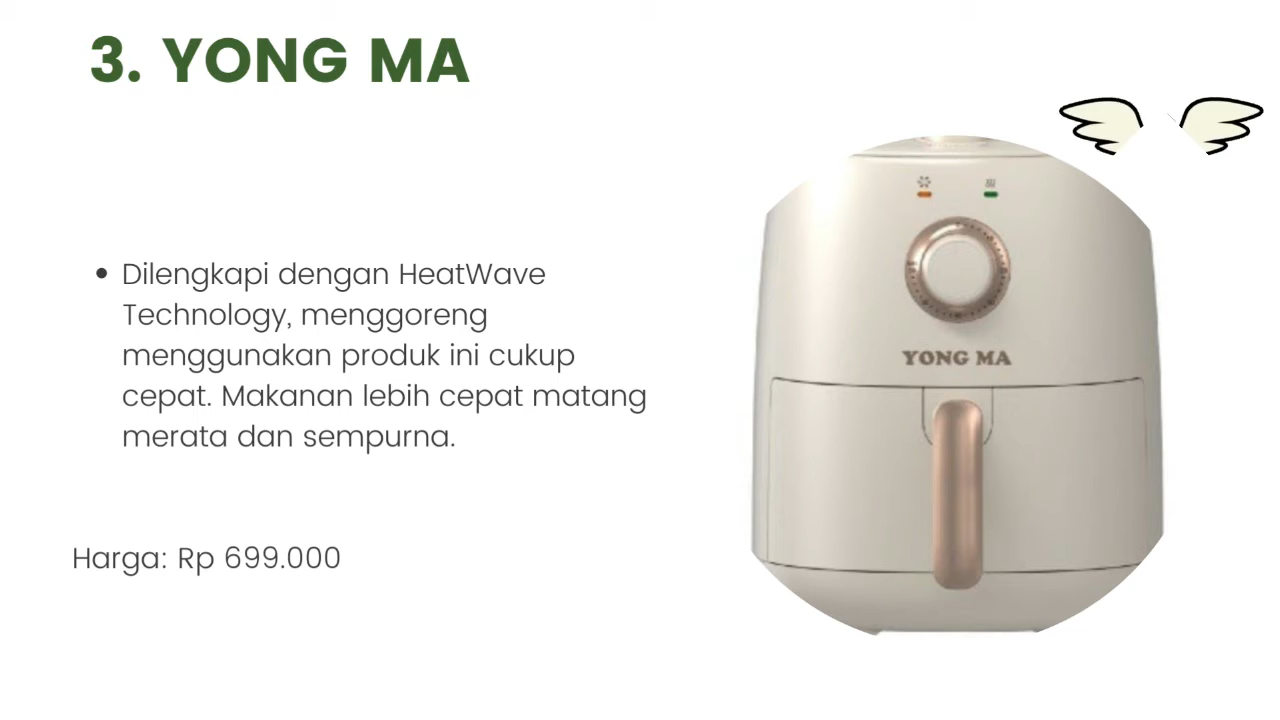 3. YONG MA
Dilengkapi dengan HeatWave
Technology, menggoreng
menggunakan produk ini cukup
cepat. Makanan lebih cepat matang
merata dan sempurna.
Harga: Rp 699.000
YONG MA